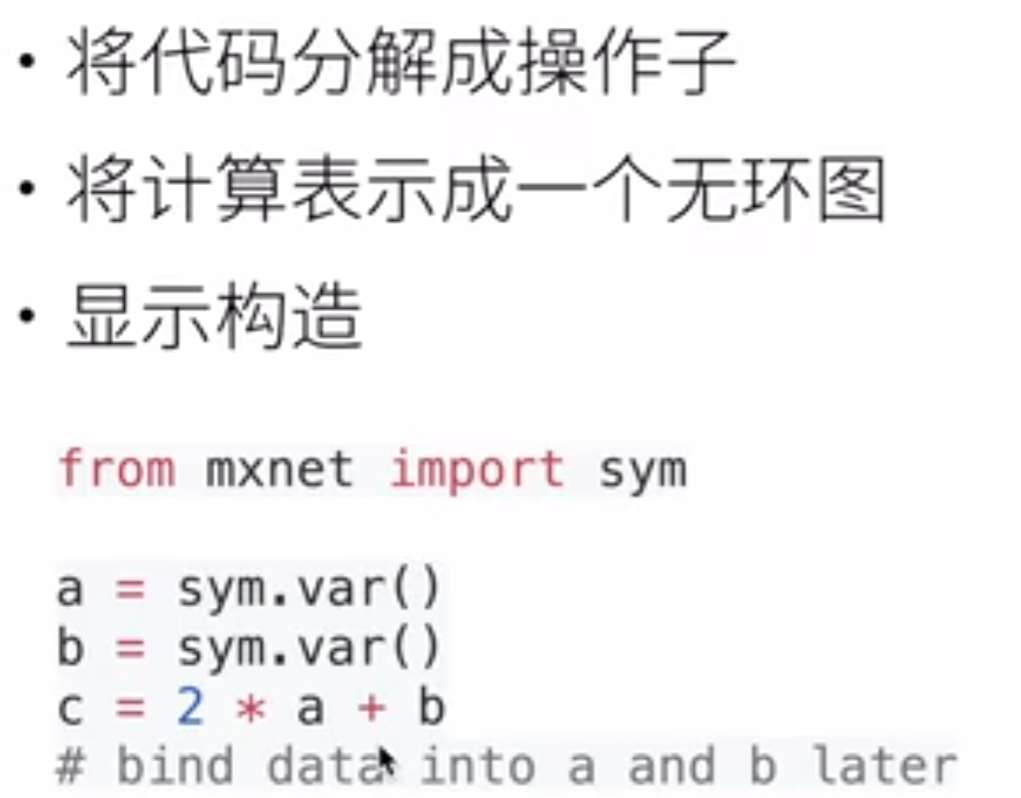 • 将代码分解成操作子
• 将计算表示成一个无环图
• 显示构造
from mxnet import sym
a = sym.var()
b = sym.var()
c = 2 * a + b
# bind data into a and b later